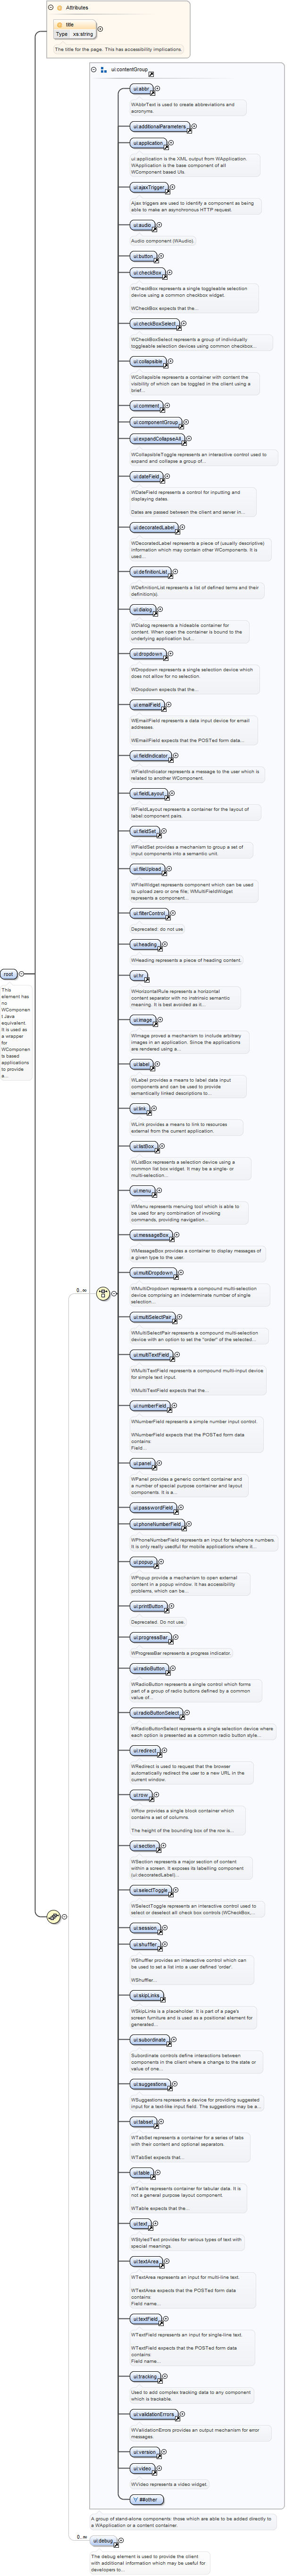 Attributes
title
Type xs:string
The title for the page. This has accessibility implications.
ui:contentGroup
ui:abbr
WAbbrText is used to create abbreviations and
acronyms.
ui:additionalParameters
ui:application
ui:application is the XML output from WApplication.
WApplication is the base component of all
WComponent based UIs.
ui:ajaxTrigger
Ajax triggers are used to identify a component as being
able to make an asynchronous HTTP request.
ui:audio
Audio component (WAudio).
ui:button
ui:checkBox
WCheckBox represents a single toggleable selection
device using a common checkbox widget.
WCheckBox expects that the...
ui:checkBoxSelect
WCheckBoxSelect represents a group of individually
toggleable selection devices using common checkbox...
ui:collapsible
WCollapsible represents a container with content the
visibility of which can be toggled in the client using a
brief...
ui:comment
ui:componentGroup
ui:expandCollapseAll
WCollapsibleToggle represents an interactive control used to
expand and collapse a group of...
ui:dateField
WDateField represents a control for inputting and
displaying dates.
Dates are passed between the client and server in...
ui:decoratedLabel
WDecoratedLabel represents a piece of (usually descriptive)
information which may contain other WComponents. It is
used...
ui:definitionList
WDefinitionList represents a list of defined terms and their
definition(s).
ui:dialog
WDialog represents a hideable container for
content. When open the container is bound to the
underlying application but...
ui:dropdown
WDropdown represents a single selection device which
does not allow for no selection.
WDropdown expects that the...
ui:emailField
WEmailField represents a data input device for email
addresses.
WEmailField expects that the POSTed form data...
ui:fieldIndicator
WFieldIndicator represents a message to the user which is
related to another WComponent.
ui:fieldLayout
WFieldLayout represents a container for the layout of
label:component pairs.
ui:fieldSet
WFieldSet provides a mechanism to group a set of
input components into a semantic unit.
ui:fileUpload
WFileWidget represents component which can be used to
upload zero or one file. WMultiFileWidget
represents a component...
ui:filterControl
Deprecated: do not use.
ui:heading
WHeading represents a piece of heading content.
root
This
element has
no
WComponen
t Java
equivalent.
It is used as
a wrapper
for
WComponen
s based
applications
to provide
a...
ui:hr
WHorizontalRule represents a horizontal
content separator with no instrinsic semantic
meaning. It is best avoided as it...
ui:image
WImage proved a mechanism to include arbitrary
images in an application. Since the applications
are rendered using a...
ui:label
WLabel provides a means to label data input
components and can be used to provide
semantically linked descriptions to...
ui:link
WLink provides a means to link to resources
external from the current application.
ui:listBox
WListBox represents a selection device using a
common list box widget. It may be a single- or
multi-selection...
ui:menu
WMenu represents menuing tool which is able to
be used for any combination of invoking
commands, providing navigation...
ui:messageBox
WMessageBox provides a container to display messages of
a given type to the user.
ui:multiDropdown
0..∞
WMultiDropdown represents a compound multi-selection
device comprising an indeterminate number of single
selection...
ui:multiSelectPair
WMultiSelectPair represents a compound multi-selection
device with an option to set the "order" of the selected...
ui:multiTextField
WMultiTextField represents a compound multi-input device
for simple text input.
WMultiTextField expects that the...
ui:numberField
WNumberField represents a simple number input control.
WNumberField expects that the POSTed form data
contains:
Field...
ui:panel
WPanel provides a generic content container and
a number of special purpose container and layout
components. It is a...
ui:passwordField
ui:phoneNumberField
WPhoneNumberField represents an input for telephone numbers.
It is only really useful for mobile applications where it...
ui:popup
WPopup provide a mechanism to open external
content in a popup window. It has accessibility
problems, which can be...
ui:printButton
Deprecated. Do not use.
ui:progressBar
WProgressBar represents a progress indicator.
ui:radioButton
WRadioButton represents a single control which forms
part of a group of radio buttons defined by a common
value of...
ui:radioButtonSelect
WRadioButtonSelect represents a single selection device where
each option is presented as a common radio button style...
ui:redirect
WRedirect is used to request that the browser
automatically redirect the user to a new URL in the
current window.
ui:row
WRow provides a single block container which
contains a set of columns.
The height of the bounding box of the row is...
ui:section
WSection represents a major section of content
within a screen. It exposes its labelling component
(ui:decoratedLabel)...
ui:selectToggle
WSelectToggle represents an interactive control used to
select or deselect all check box controls (WCheckBox,...
ui:session
ui:shuffler
WShuffler provides an interactive control which can
be used to set a list into a user defined 'order'.
WShuffler...
ui:skipLinks
WSkipLinks is a placeholder. It is part of a page's
screen furniture and is used as a positional element for
generated...
ui:subordinate
Subordinate controls define interactions between
components in the client where a change to the state or
value of one...
ui:suggestions
WSuggestions represents a device for providing suggested
input for a text-like input field. The suggestions may be a...
ui:tabset
WTabSet represents a container for a series of tabs
with their content and optional separators.
WTabSet expects that...
ui:table
WTable represents container for tabular data. It is
not a general purpose layout component.
WTable expects that the...
ui:text
WStyledText provides for various types of text with
special meanings.
ui:textArea
WTextArea represents an input for multi-line text.
WTextArea expects that the POSTed form data
contains:
Field name...
ui:textField
WTextField represents an input for single-line text.
WTextField expects that the POSTed form data
contains:
Field name...
ui:tracking
Used to add complex tracking data to any component
which is trackable.
ui:validationErrors
WValidationErrors provides an output mechanism for error
messages.
ui:version
ui:video
WVideo represents a video widget.
##other
A group of stand-alone components: those which are able to be added directly to
a WApplication or a content container.
0..∞
ui:debug
The debug element is used to provide the client
with additional information which may be useful for
developers to...